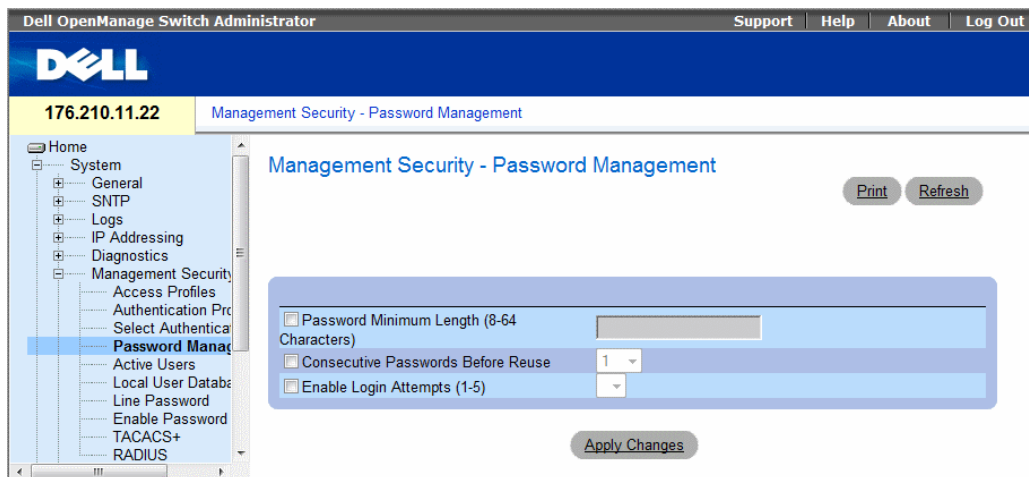 Dell OpenManage Switch Administrator
Support
Help
About
Log Out
DELL
176.210.11.22
Management Security - Password Management
Home
System
General
SNTP
Logs
IP Addressing
Diagnostics
Management Security
Access Profiles
Authentication Pro
Select Authenticat
Password Manag
Active Users
Local User Databa
Line Password
Enable Password
TACACS+
RADIUS
Management Security - Password Management
Print
Refresh
Password Minimum Length (8-64
Characters)
Consecutive Passwords Before Reuse
1
Enable Login Attempts (1-5)
Apply Changes